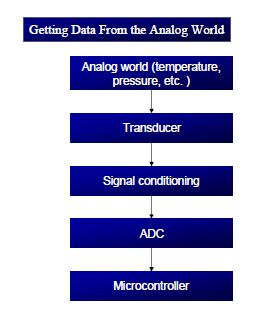 Getting Data From the Analog World
Analog world (temperature,
pressure, etc. )
Transducer
Signal conditioning
ADC
Microcontroller